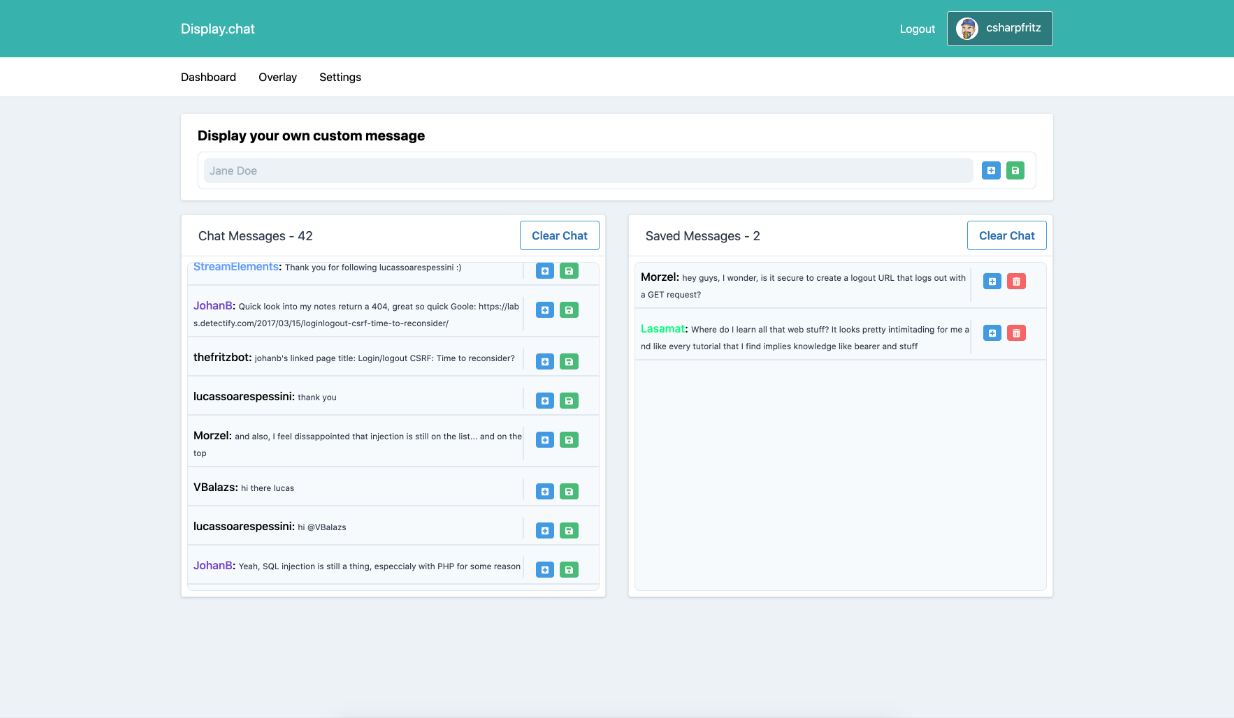 Display.chat
Logout
csharpfritz
Dashboard
Overlay
Settings
Display your own custom message
Jane Doe
Chat Messages - 42
Clear Chat
StreamElements: Thank you for following lucassoarespessini :)
JohanB: Quick look into my notes return a 404, great so quick Goole: https://lab
s.detectify.com/2017/03/15/loginlogout-csrf-time-to-reconsider/
thefritzbot: johanb's linked page title: Login/logout CSRF: Time to reconsider?
lucassoarespessini: thank you
Morzel: and also, I feel dissappointed that injection is still on the list... and on the
top
VBalazs: hi there lucas
lucassoarespessini: hi @VBalazs
JohanB: Yeah, SQL injection is still a thing, especcialy with PHP for some reason
Saved Messages - 2
Clear Chat
Morzel: hey guys, I wonder, is it secure to create a logout URL that logs out with
a GET request?
Lasamat: Where do I learn all that web stuff? It looks pretty intimitading for me a
nd like every tutorial that I find implies knowledge like bearer and stuff